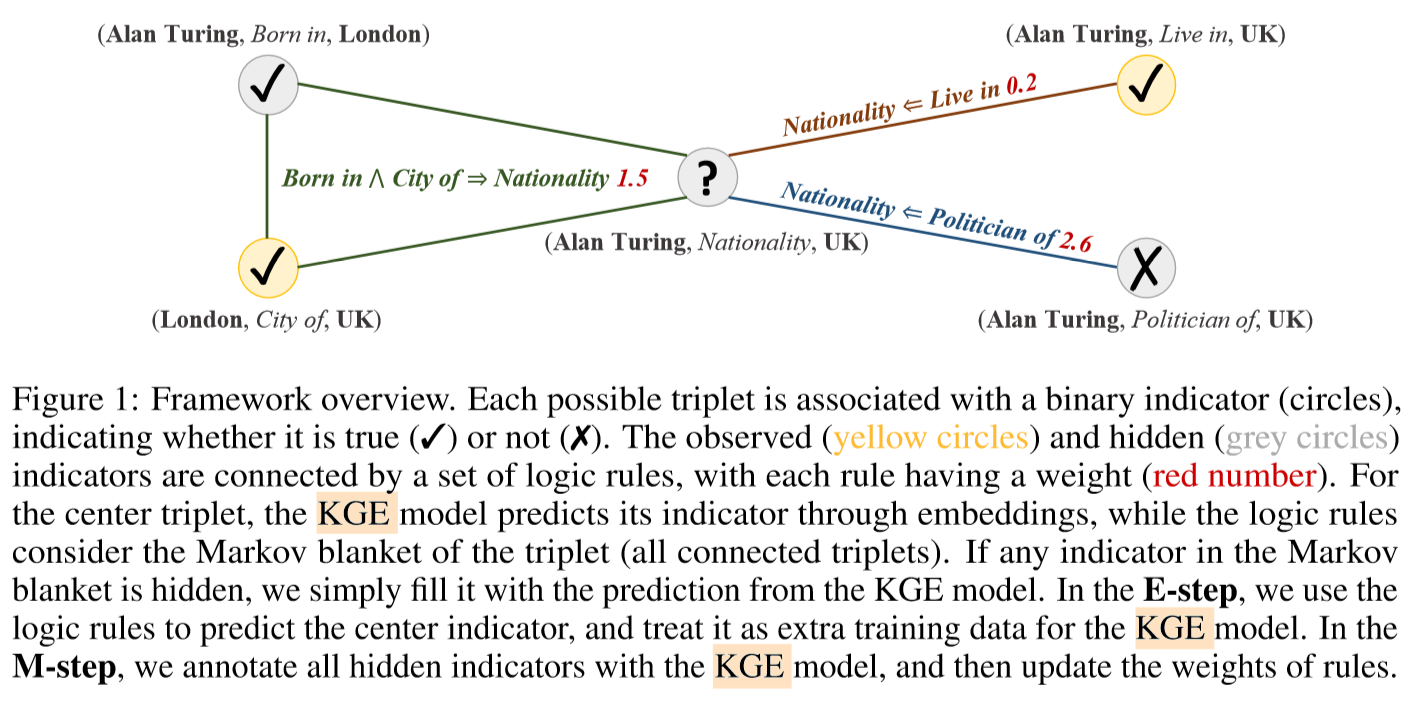 (Alan Turing, Born in, London)
(Alan Turing, Live in, UK)
✓
✓
Nationality ⇐ Live in 0.2
Born in ∧ City of ⇒ Nationality 1.5
?
Nationality ⇐ Politician of 2.6
(Alan Turing, Nationality, UK)
✓
✗
(London, City of, UK)
(Alan Turing, Politician of, UK)
Figure 1: Framework overview. Each possible triplet is associated with a binary indicator (circles),
indicating whether it is true (✓) or not (✗). The observed (yellow circles) and hidden (grey circles)
indicators are connected by a set of logic rules, with each rule having a weight (red number). For
the center triplet, the KGE model predicts its indicator through embeddings, while the logic rules
consider the Markov blanket of the triplet (all connected triplets). If any indicator in the Markov
blanket is hidden, we simply fill it with the prediction from the KGE model. In the E-step, we use the
logic rules to predict the center indicator, and treat it as extra training data for the KGE model. In the
M-step, we annotate all hidden indicators with the KGE model, and then update the weights of rules.